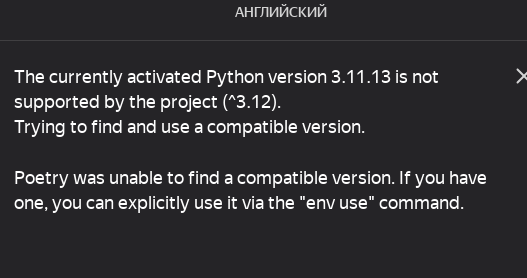 АНГЛИЙСКИЙ
The currently activated Python version 3.11.13 is not
supported by the project (^3.12).
Trying to find and use a compatible version.
Poetry was unable to find a compatible version. If you have
one, you can explicitly use it via the "env use" command.